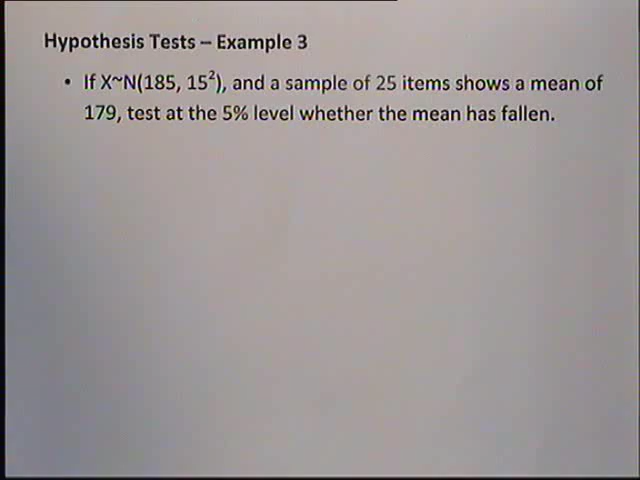 Hypothesis Tests – Example 3
• If X~N(185, 15²), and a sample of 25 items shows a mean of
179, test at the 5% level whether the mean has fallen.